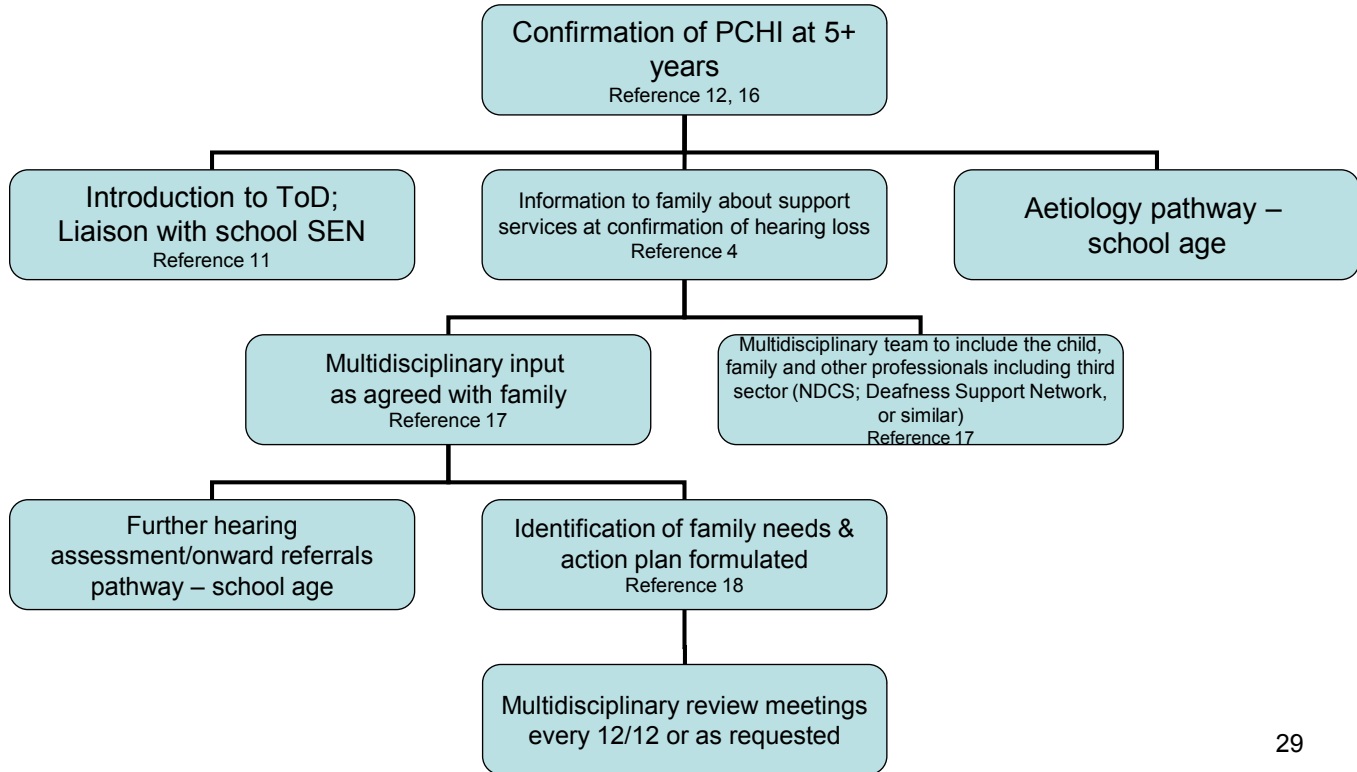 Confirmation of PCHI at 5+
years
Reference 12, 16
Introduction to ToD;
Liaison with school SEN
Reference 11
Information to family about support
services at confirmation of hearing loss
Reference 4
Aetiology pathway –
school age
Multidisciplinary input
as agreed with family
Reference 17
Multidisciplinary team to include the child,
family and other professionals including third
sector (NDCS; Deafness Support Network,
or similar)
Reference 17
Further hearing
assessment/onward referrals
pathway – school age
Identification of family needs &
action plan formulated
Reference 18
Multidisciplinary review meetings
every 12/12 or as requested
29